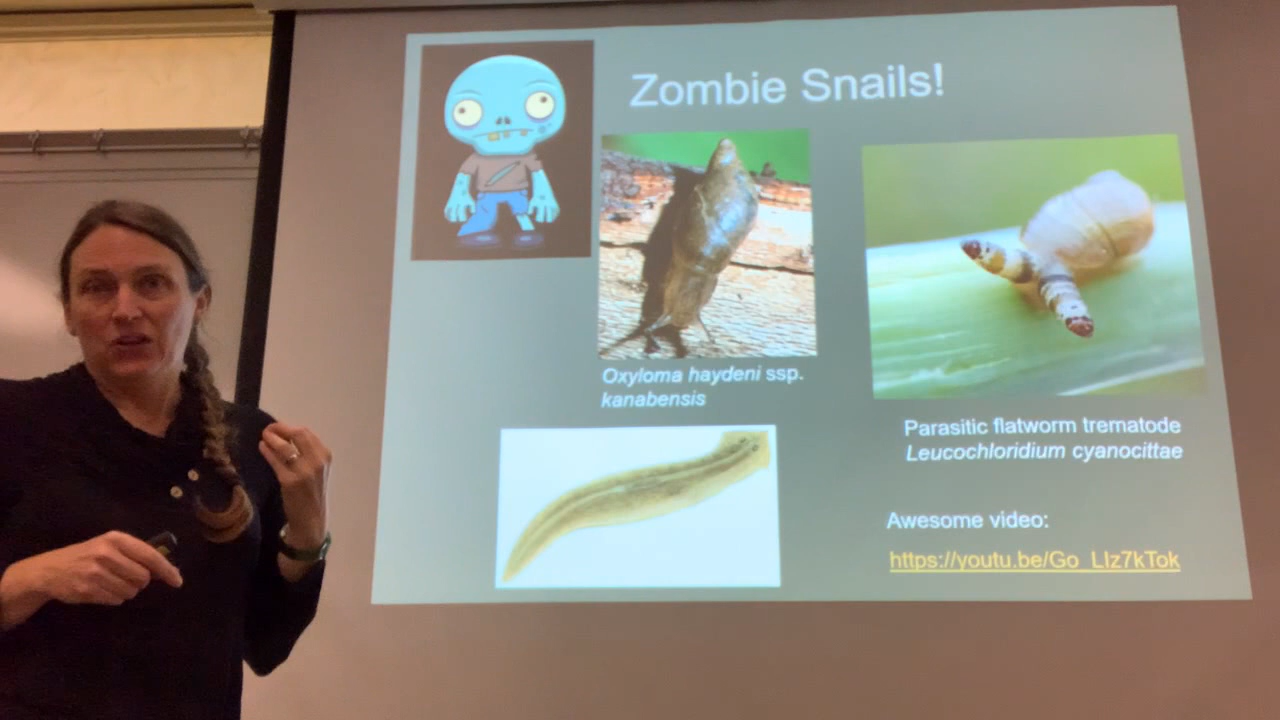 Zombie Snails!
Oxyloma haydeni ssp.
kanabensis
Parasitic flatworm trematode
Leucochloridium cyanocittae
Awesome video:
https://youtu.be/Go_LIz7kTok